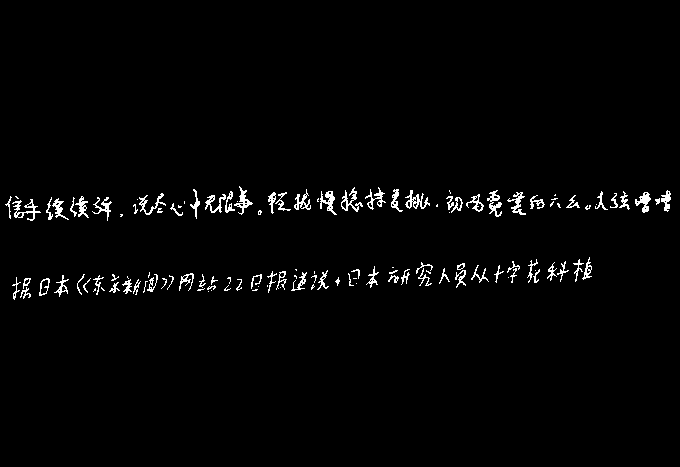 信手续续弹，说尽心中无限事。轻拢慢捻抹复挑，初为霓裳后六幺。大弦嘈嘈
据日本《东京新闻》网站22日报道说，日本研究人员从十字花科植